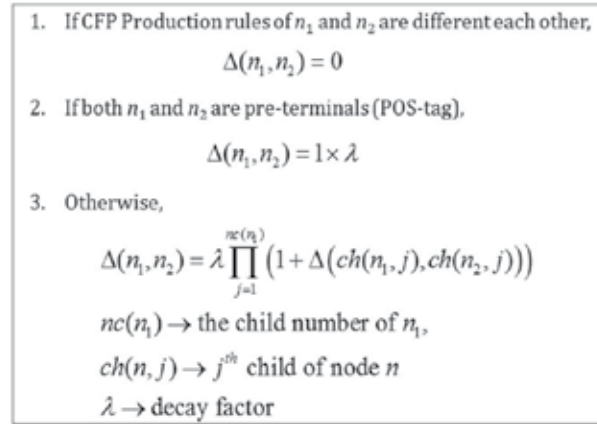 1. If CFP Production rules of n₁ and n₂ are different each other,
Δ(n₁,n₂) = 0
2. If both n₁ and n₂ are pre-terminals (POS-tag),
Δ(n₁,n₂) = 1 × λ
3. Otherwise,
Δ(n₁,n₂) = λ ∏_{j=1}^{nc(n₁)} (1 + Δ(ch(n₁,j),ch(n₂,j)))
nc(n₁) → the child number of n₁,
ch(n, j) → jᵗʰ child of node n
λ → decay factor